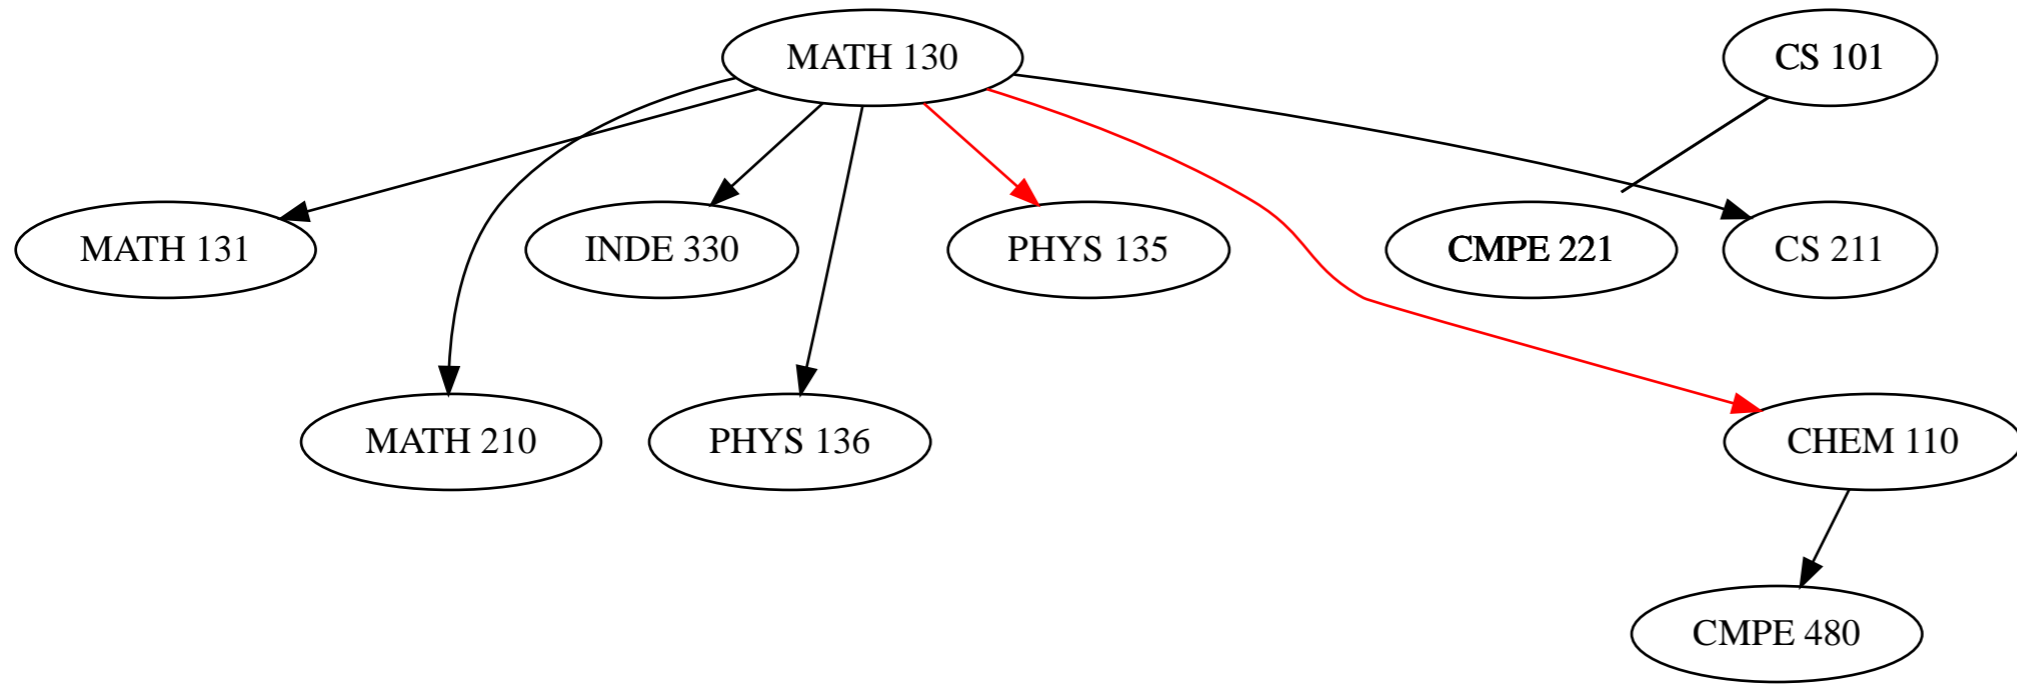 MATH 130
CS 101
MATH 131
INDE 330
PHYS 135
CMPE 221
CS 211
MATH 210
PHYS 136
CHEM 110
CMPE 480